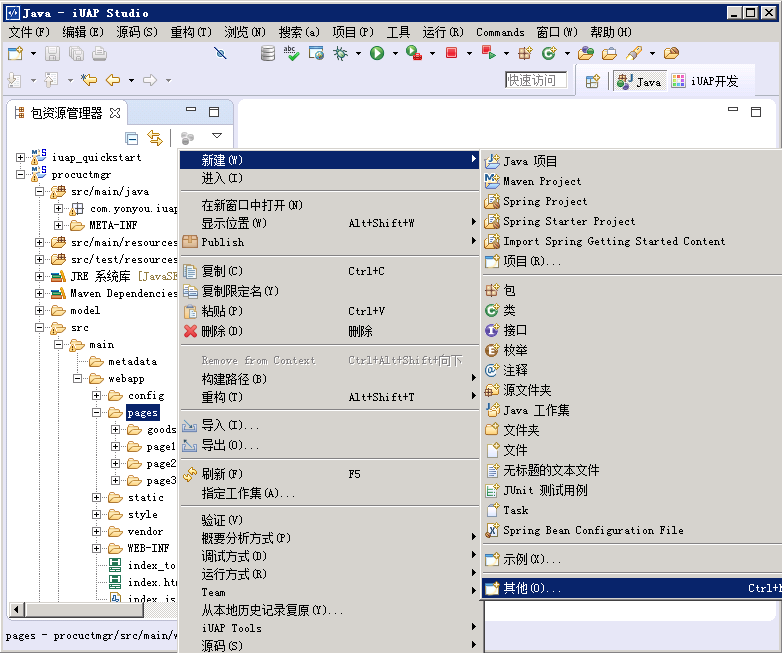 Java - iUAP Studio
文件(F) 编辑(E) 源码(S) 重构(T) 浏览(N) 搜索(a) 项目(P) 工具 运行(R) Commands 窗口(W) 帮助(H)
快速访问 Java iUAP开发
包资源管理器
iuap_quickstart
procuctmgr
src/main/java
com.yonyou.iuap
META-INF
src/main/resources
src/test/resources
JRE 系统库 [JavaSE
Maven Dependencies
model
src
main
metadata
webapp
config
pages
goods
page1
page2
page3
static
style
vendor
WEB-INF
index_to
index.htm
index.js
pages - procuctmgr/src/main/w
新建(W)
进入(I)
在新窗口中打开(N)
显示位置(W) Alt+Shift+W
Publish
复制(C) Ctrl+C
复制限定名(Y)
粘贴(P) Ctrl+V
删除(D) 删除
Remove from Context Ctrl+Alt+Shift+向下
构建路径(B)
重构(T) Alt+Shift+T
导入(I)...
导出(O)...
刷新(F) F5
指定工作集(A)...
验证(V)
概要分析方式(P)
调试方式(D)
运行方式(R)
Team
从本地历史记录复原(Y)...
iUAP Tools
源码(S)
Java 项目
Maven Project
Spring Project
Spring Starter Project
Import Spring Getting Started Content
项目(R)...
包
类
接口
枚举
注释
源文件夹
Java 工作集
文件夹
文件
无标题的文本文件
JUnit 测试用例
Task
Spring Bean Configuration File
示例(X)...
其他(O)... Ctrl+N